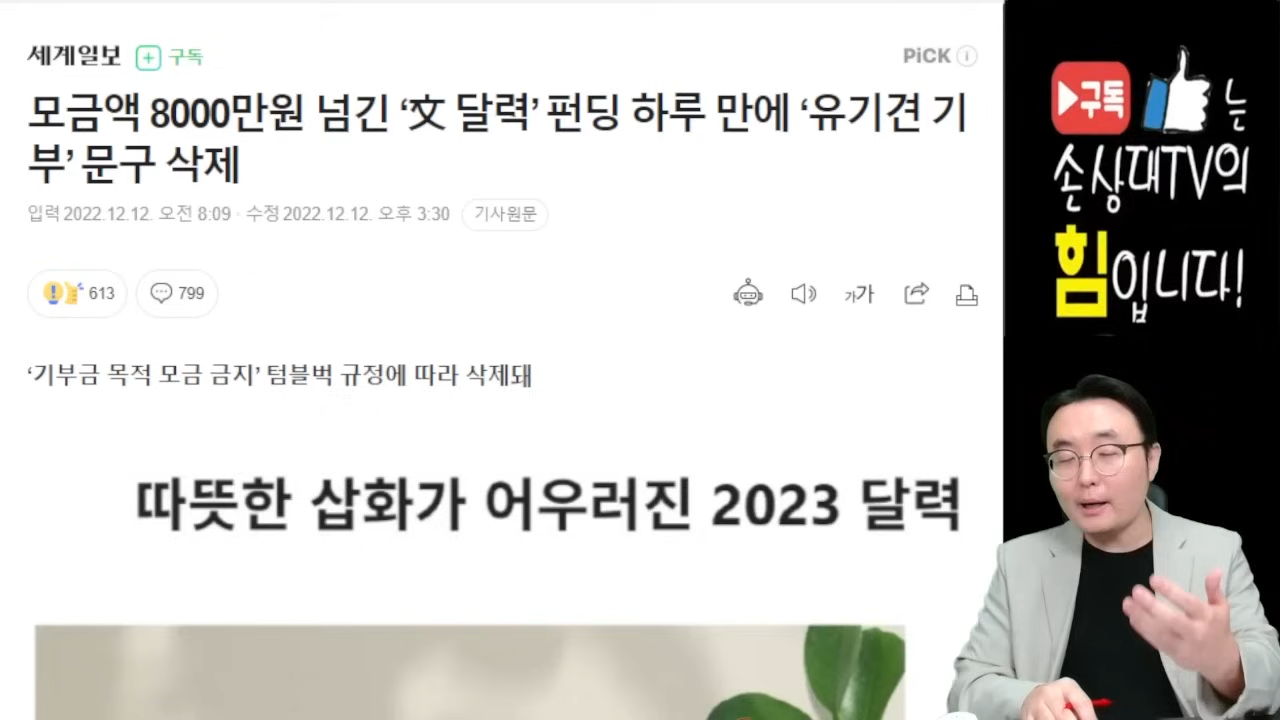 세계일보 구독 PiCK
모금액 8000만원 넘긴 ‘文 달력’ 펀딩 하루 만에 ‘유기견 기
부’ 문구 삭제
입력 2022.12.12. 오전 8:09 · 수정 2022.12.12. 오후 3:30 기사원문
613 799 가가
‘기부금 목적 모금 금지’ 텀블벅 규정에 따라 삭제돼
따뜻한 삽화가 어우러진 2023 달력
구독 는
손상대TV의
힘입니다!